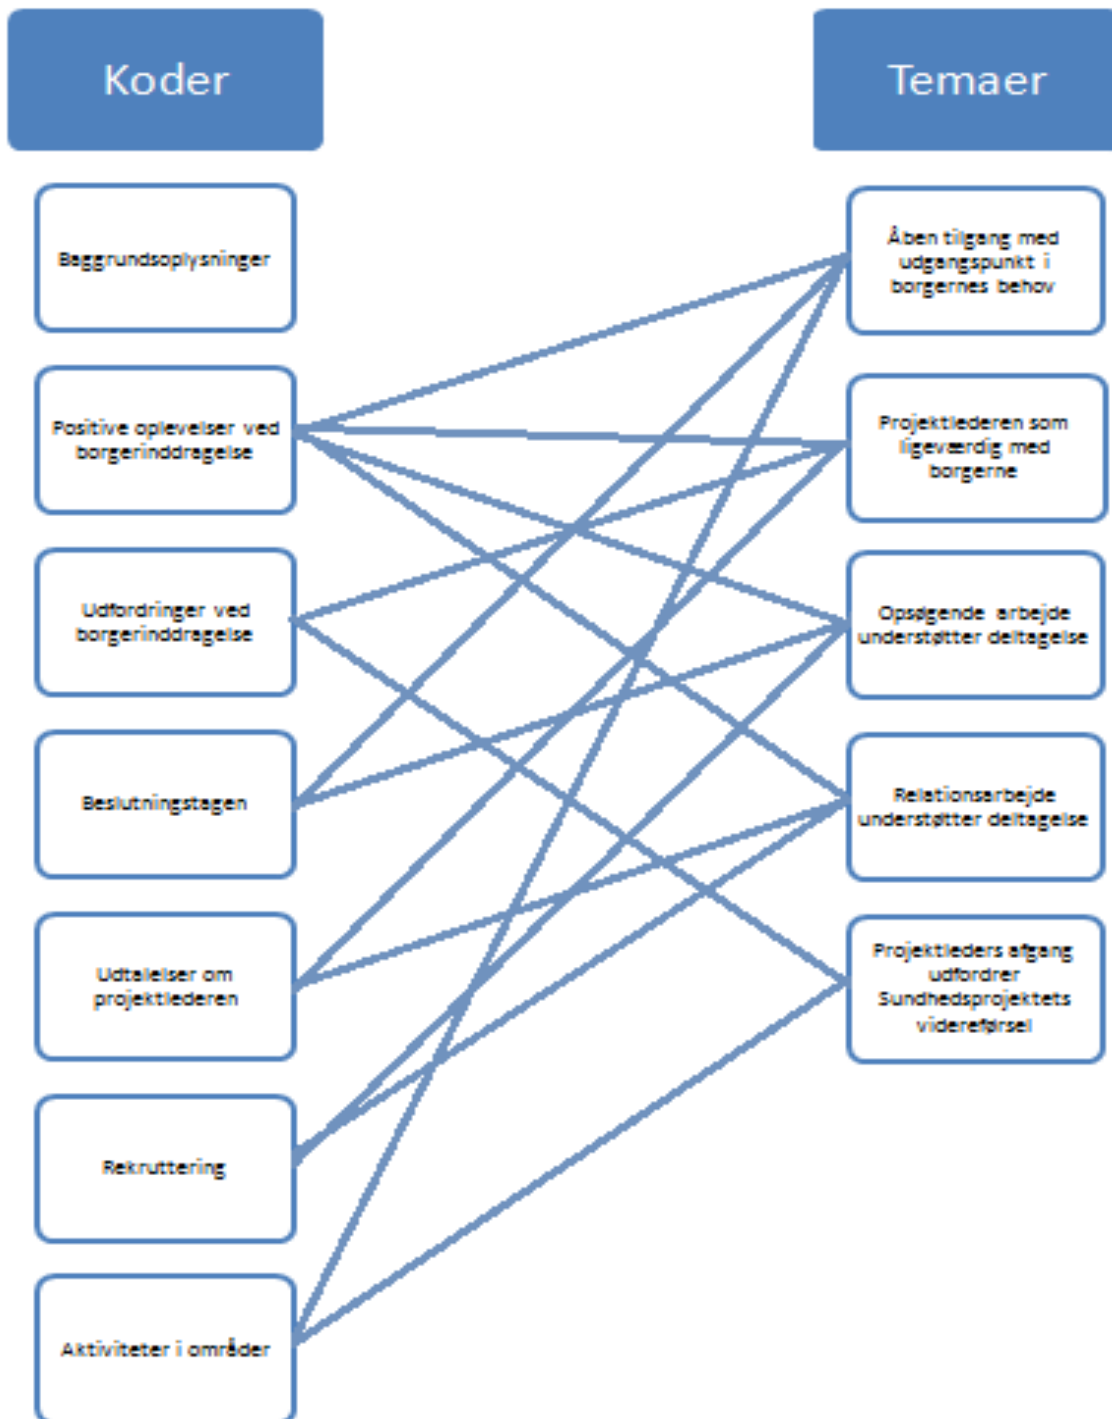 Koder
Temaer
Baggrundsoplysninger
Positive oplevelser ved
borgerinddragelse
Udfordringer ved
borgerinddragelse
Beslutningstagen
Udtalelser om
projektlederen
Rekruttering
Aktiviteter i områder
Åben tilgang med
udgangspunkt i
borgernes behov
Projektlederen som
ligeværdig med
borgerne
Opsøgende arbejde
understøtter deltagelse
Relationsarbejde
understøtter deltagelse
Projektleders afgang
udfordrer
Sundhedsprojektets
videreførsel